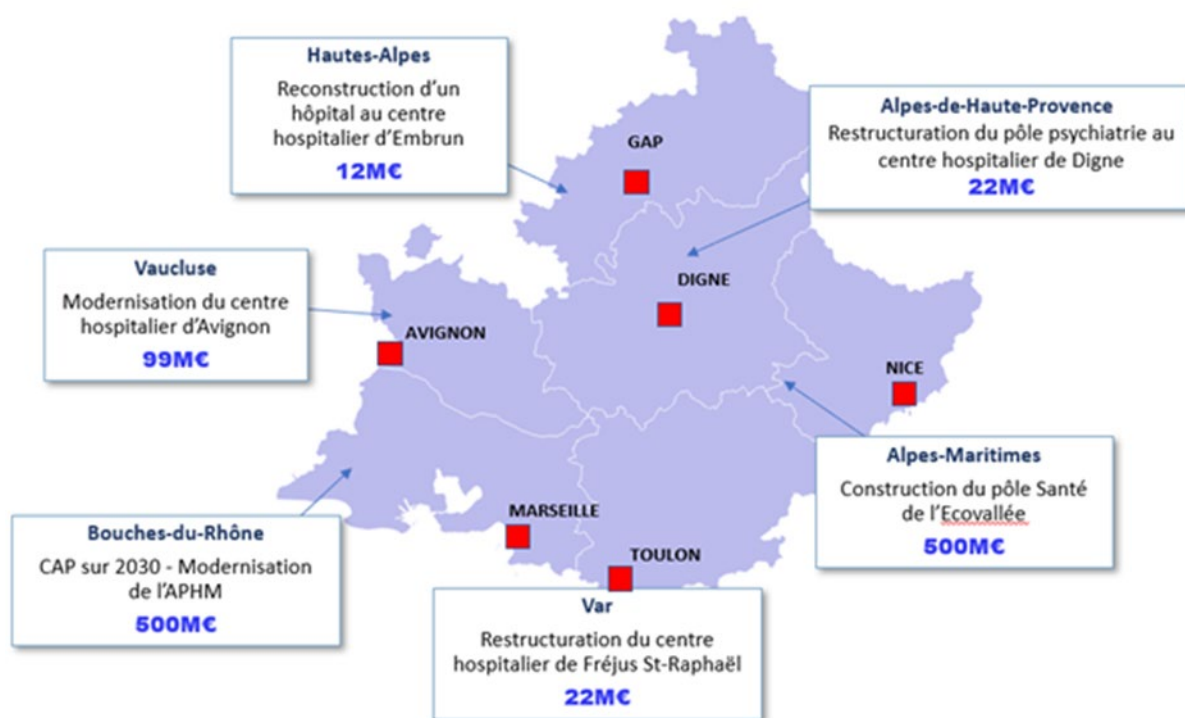 Hautes-Alpes
Reconstruction d'un
hôpital au centre
hospitalier d'Embrun
12M€
Alpes-de-Haute-Provence
Restructuration du pôle psychiatrie au
centre hospitalier de Digne
22M€
GAP
Vaucluse
Modernisation du centre
hospitalier d'Avignon
99M€
DIGNE
AVIGNON
NICE
Alpes-Maritimes
Construction du pôle Santé
de l'Ecovallée
500M€
Bouches-du-Rhône
CAP sur 2030 - Modernisation
de l'APHM
500M€
MARSEILLE
TOULON
Var
Restructuration du centre
hospitalier de Fréjus St-Raphaël
22M€